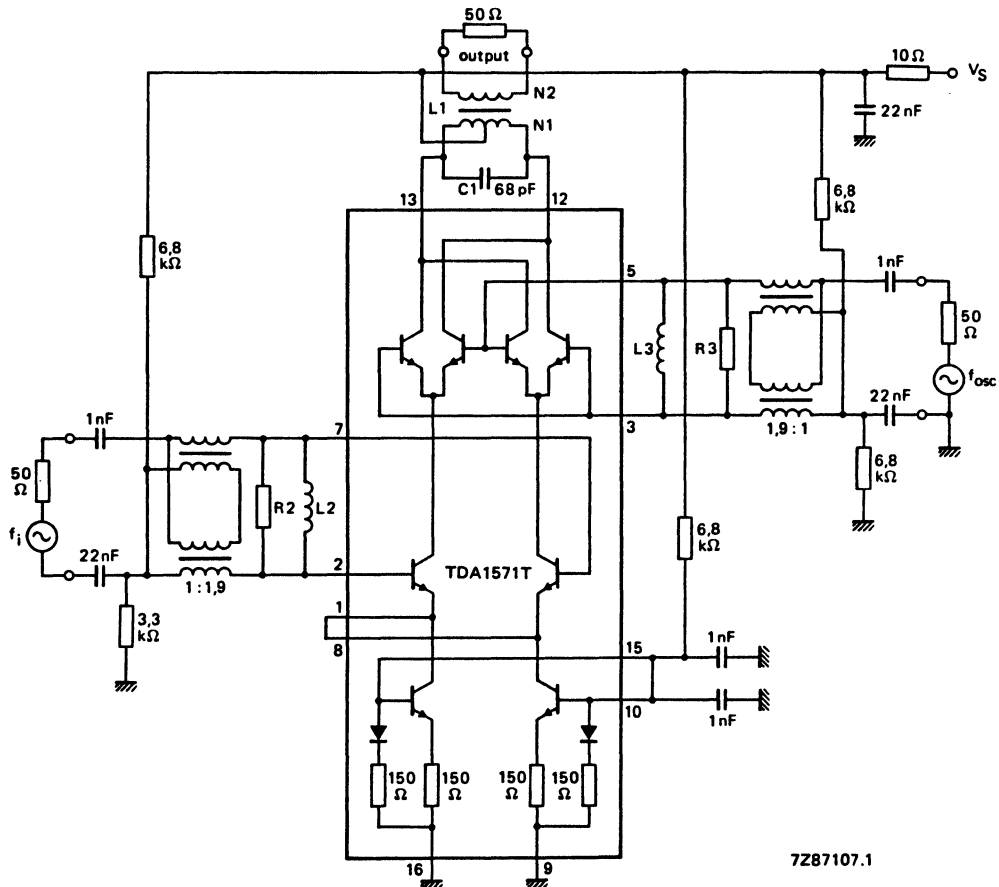 50 Ω
output
10 Ω
V_S
N2
L1
N1
22 nF
C1 68 pF
13
12
6,8 kΩ
6,8 kΩ
5
1 nF
50 Ω
L3
R3
f_osc
1 nF
7
3
1,9 : 1
22 nF
50 Ω
R2
L2
6,8 kΩ
f_i
6,8 kΩ
22 nF
2
TDA1571T
1 : 1,9
1
3,3 kΩ
8
15
1 nF
10
1 nF
150 Ω
150 Ω
150 Ω
150 Ω
16
9
7Z87107.1